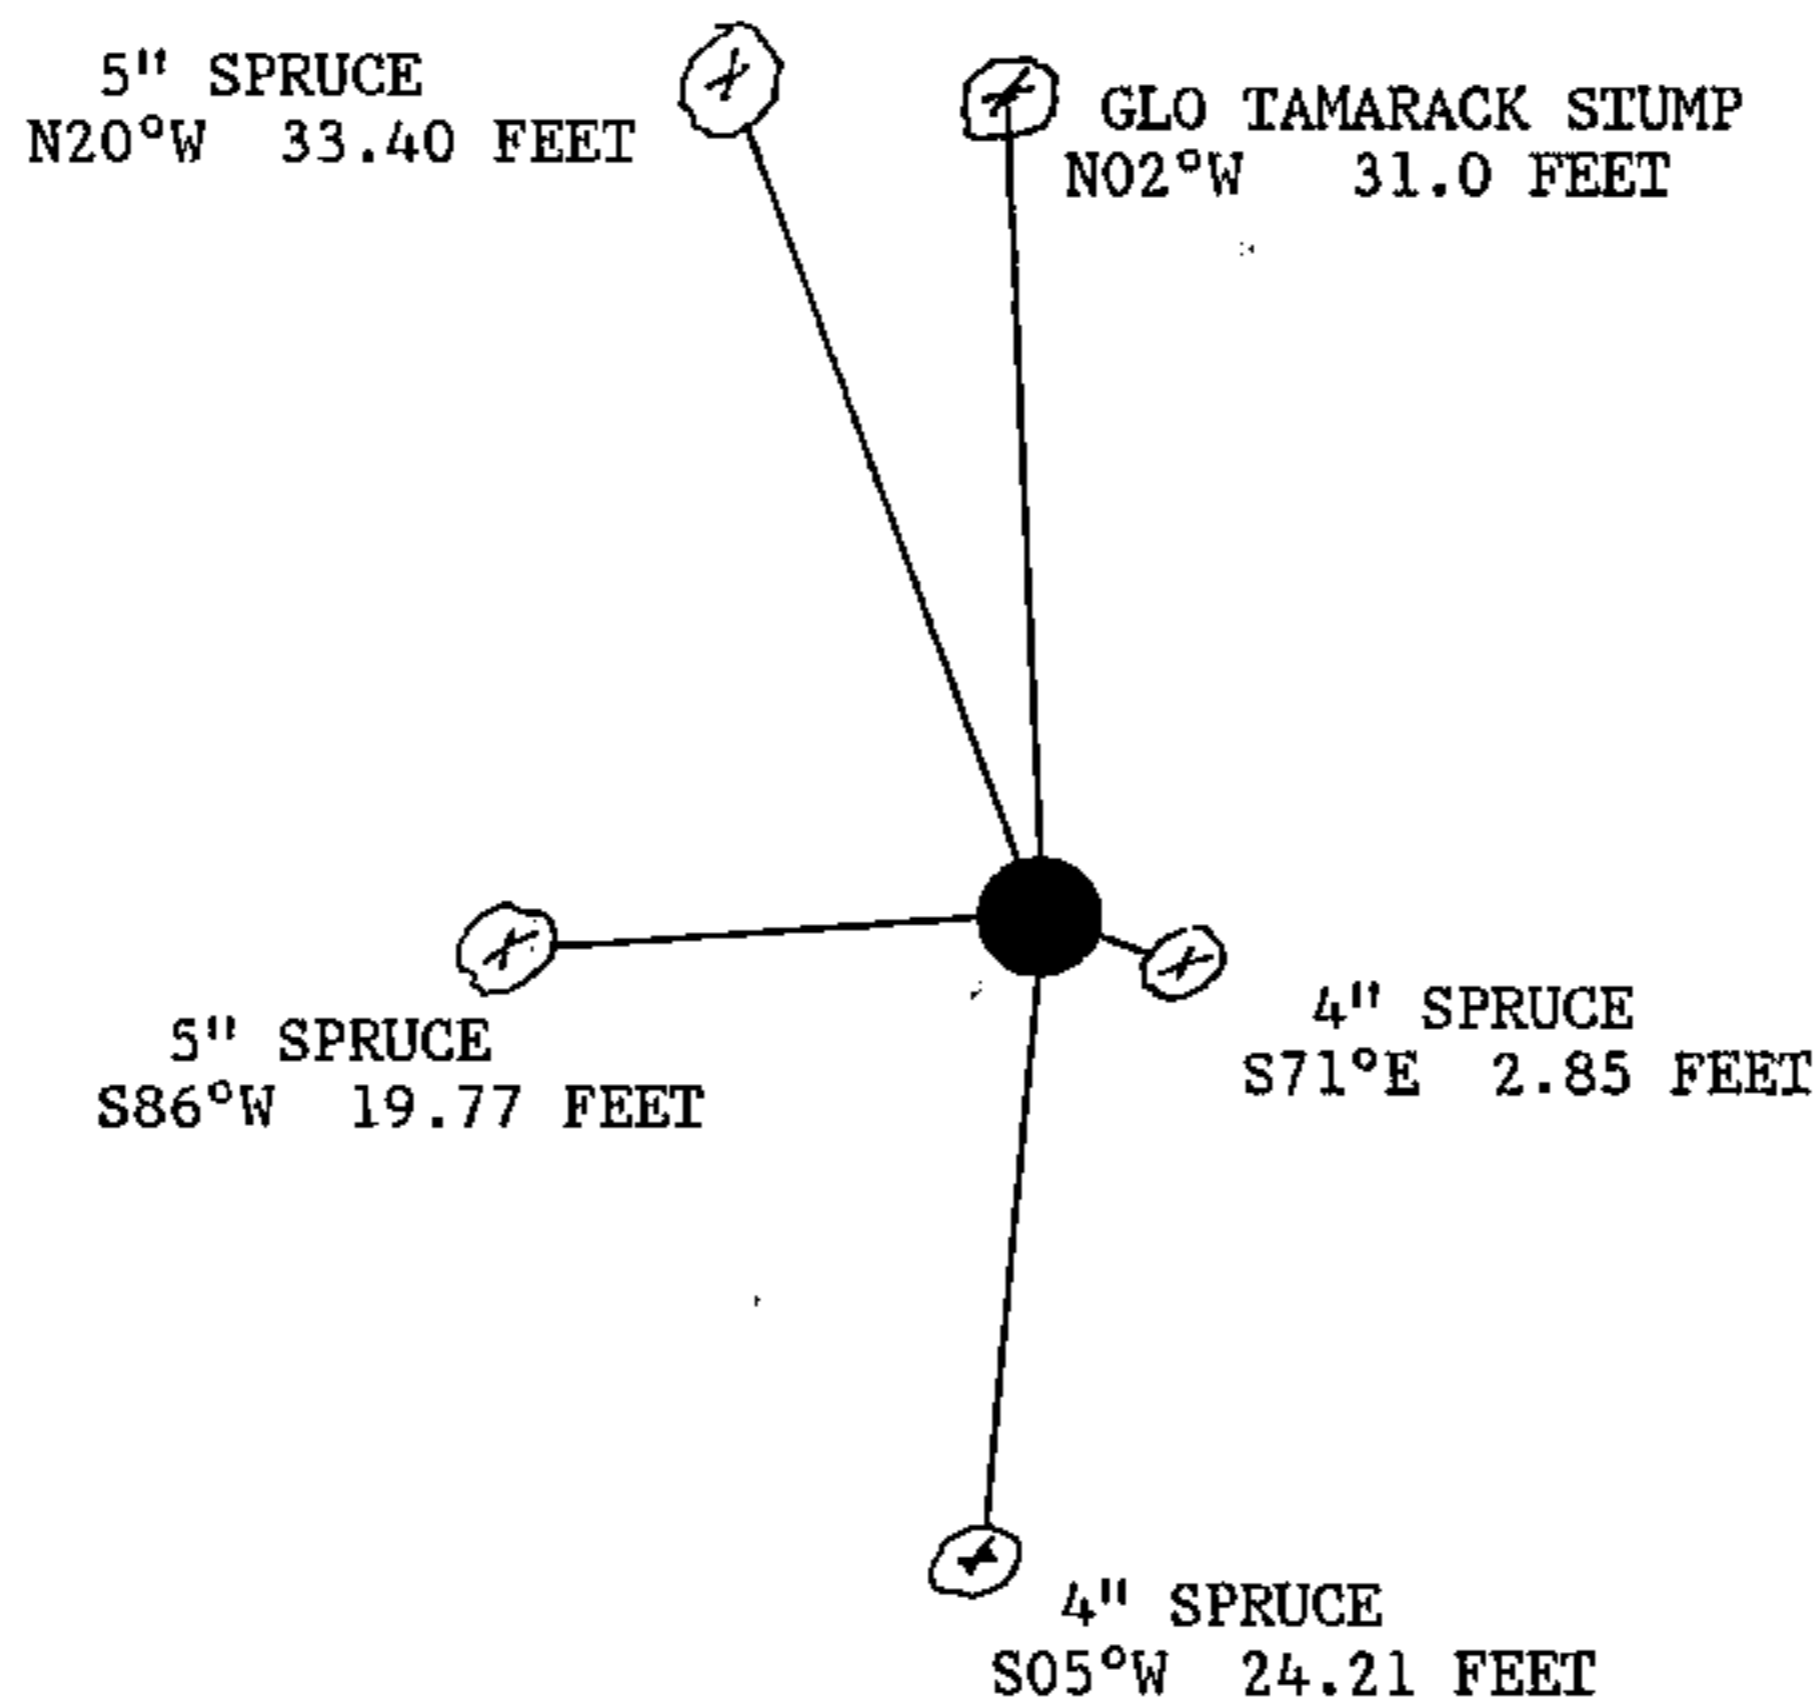 5" SPRUCE
N20°W 33.40 FEET
GLO TAMARACK STUMP
N02°W 31.0 FEET
5" SPRUCE
S86°W 19.77 FEET
4" SPRUCE
S71°E 2.85 FEET
4" SPRUCE
S05°W 24.21 FEET